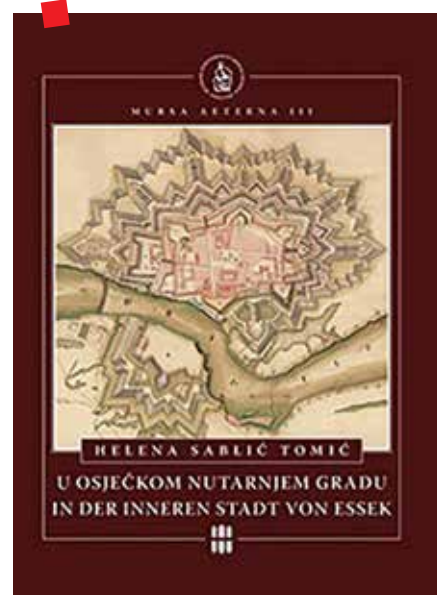 MURSA AETERNA III
HELENA SABLIĆ TOMIĆ
U OSJEČKOM NUTARNJEM GRADU
IN DER INNEREN STADT VON ESSEK